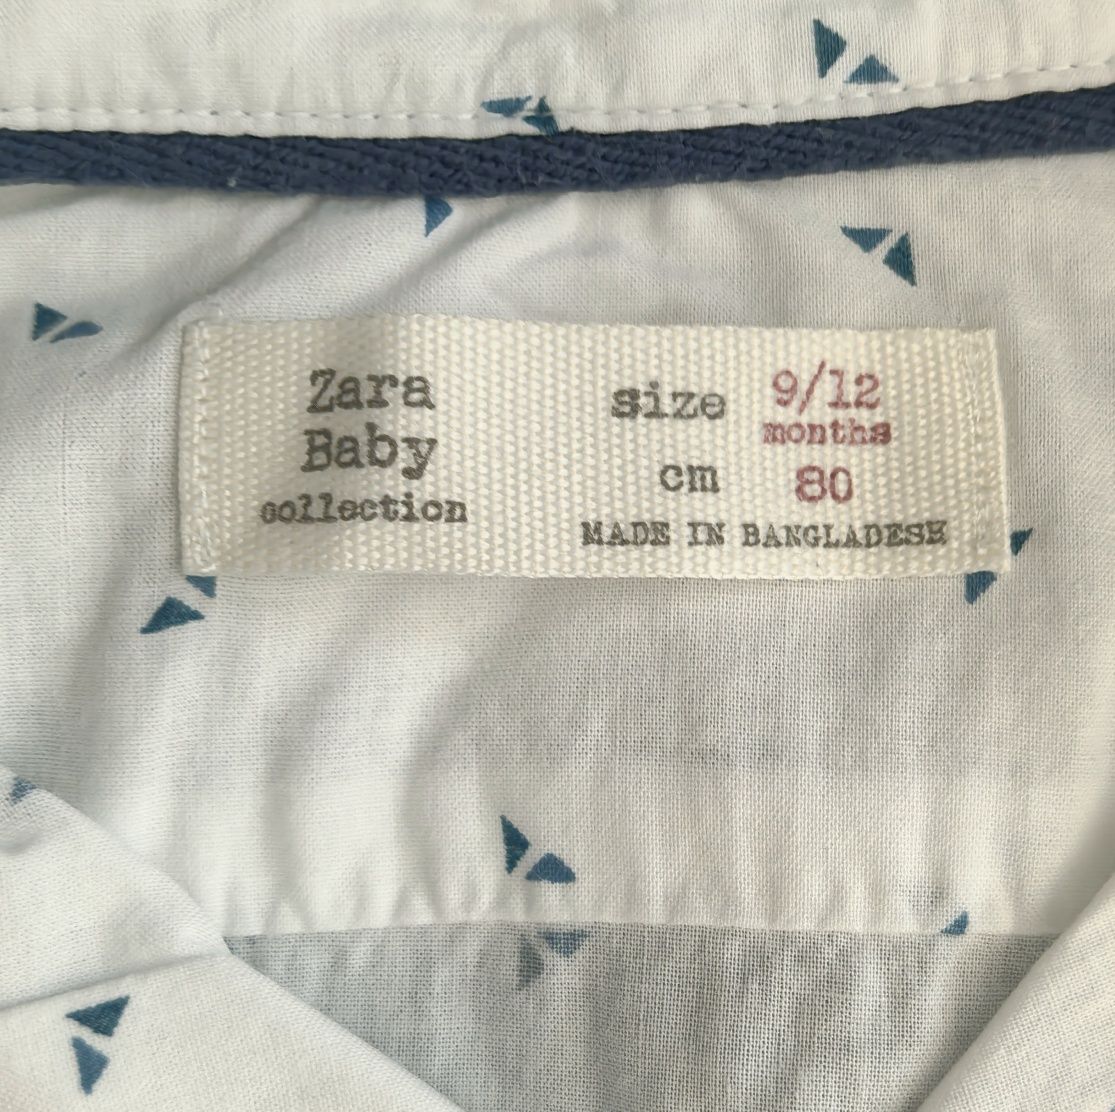 Zara
Baby
collection
size 9/12
months
cm 80
MADE IN BANGLADESH